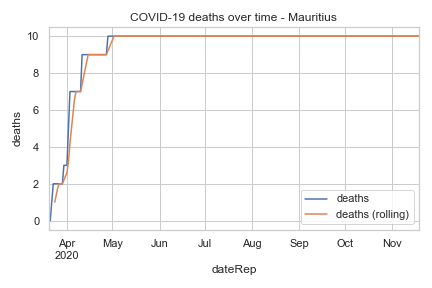 COVID-19 deaths over time - Mauritius
deaths
10
8
6
4
2
0
deaths
deaths (rolling)
Apr May Jun Jul Aug Sep Oct Nov
2020
dateRep